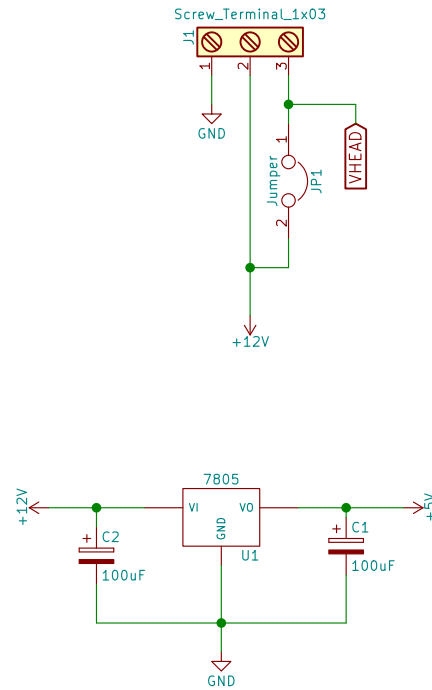 Screw_Terminal_1x03
J1
1
2
3
GND
VHEAD
1
Jumper
JP1
2
+12V
7805
+12V
VI
VO
+5V
GND
C2
C1
U1
100uF
100uF
GND